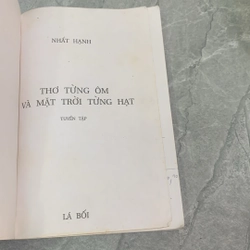 NHẤT HẠNH
THƠ TỪNG ÔM
VÀ MẶT TRỜI TỪNG HẠT
TUYỂN TẬP
LÁ BỐI